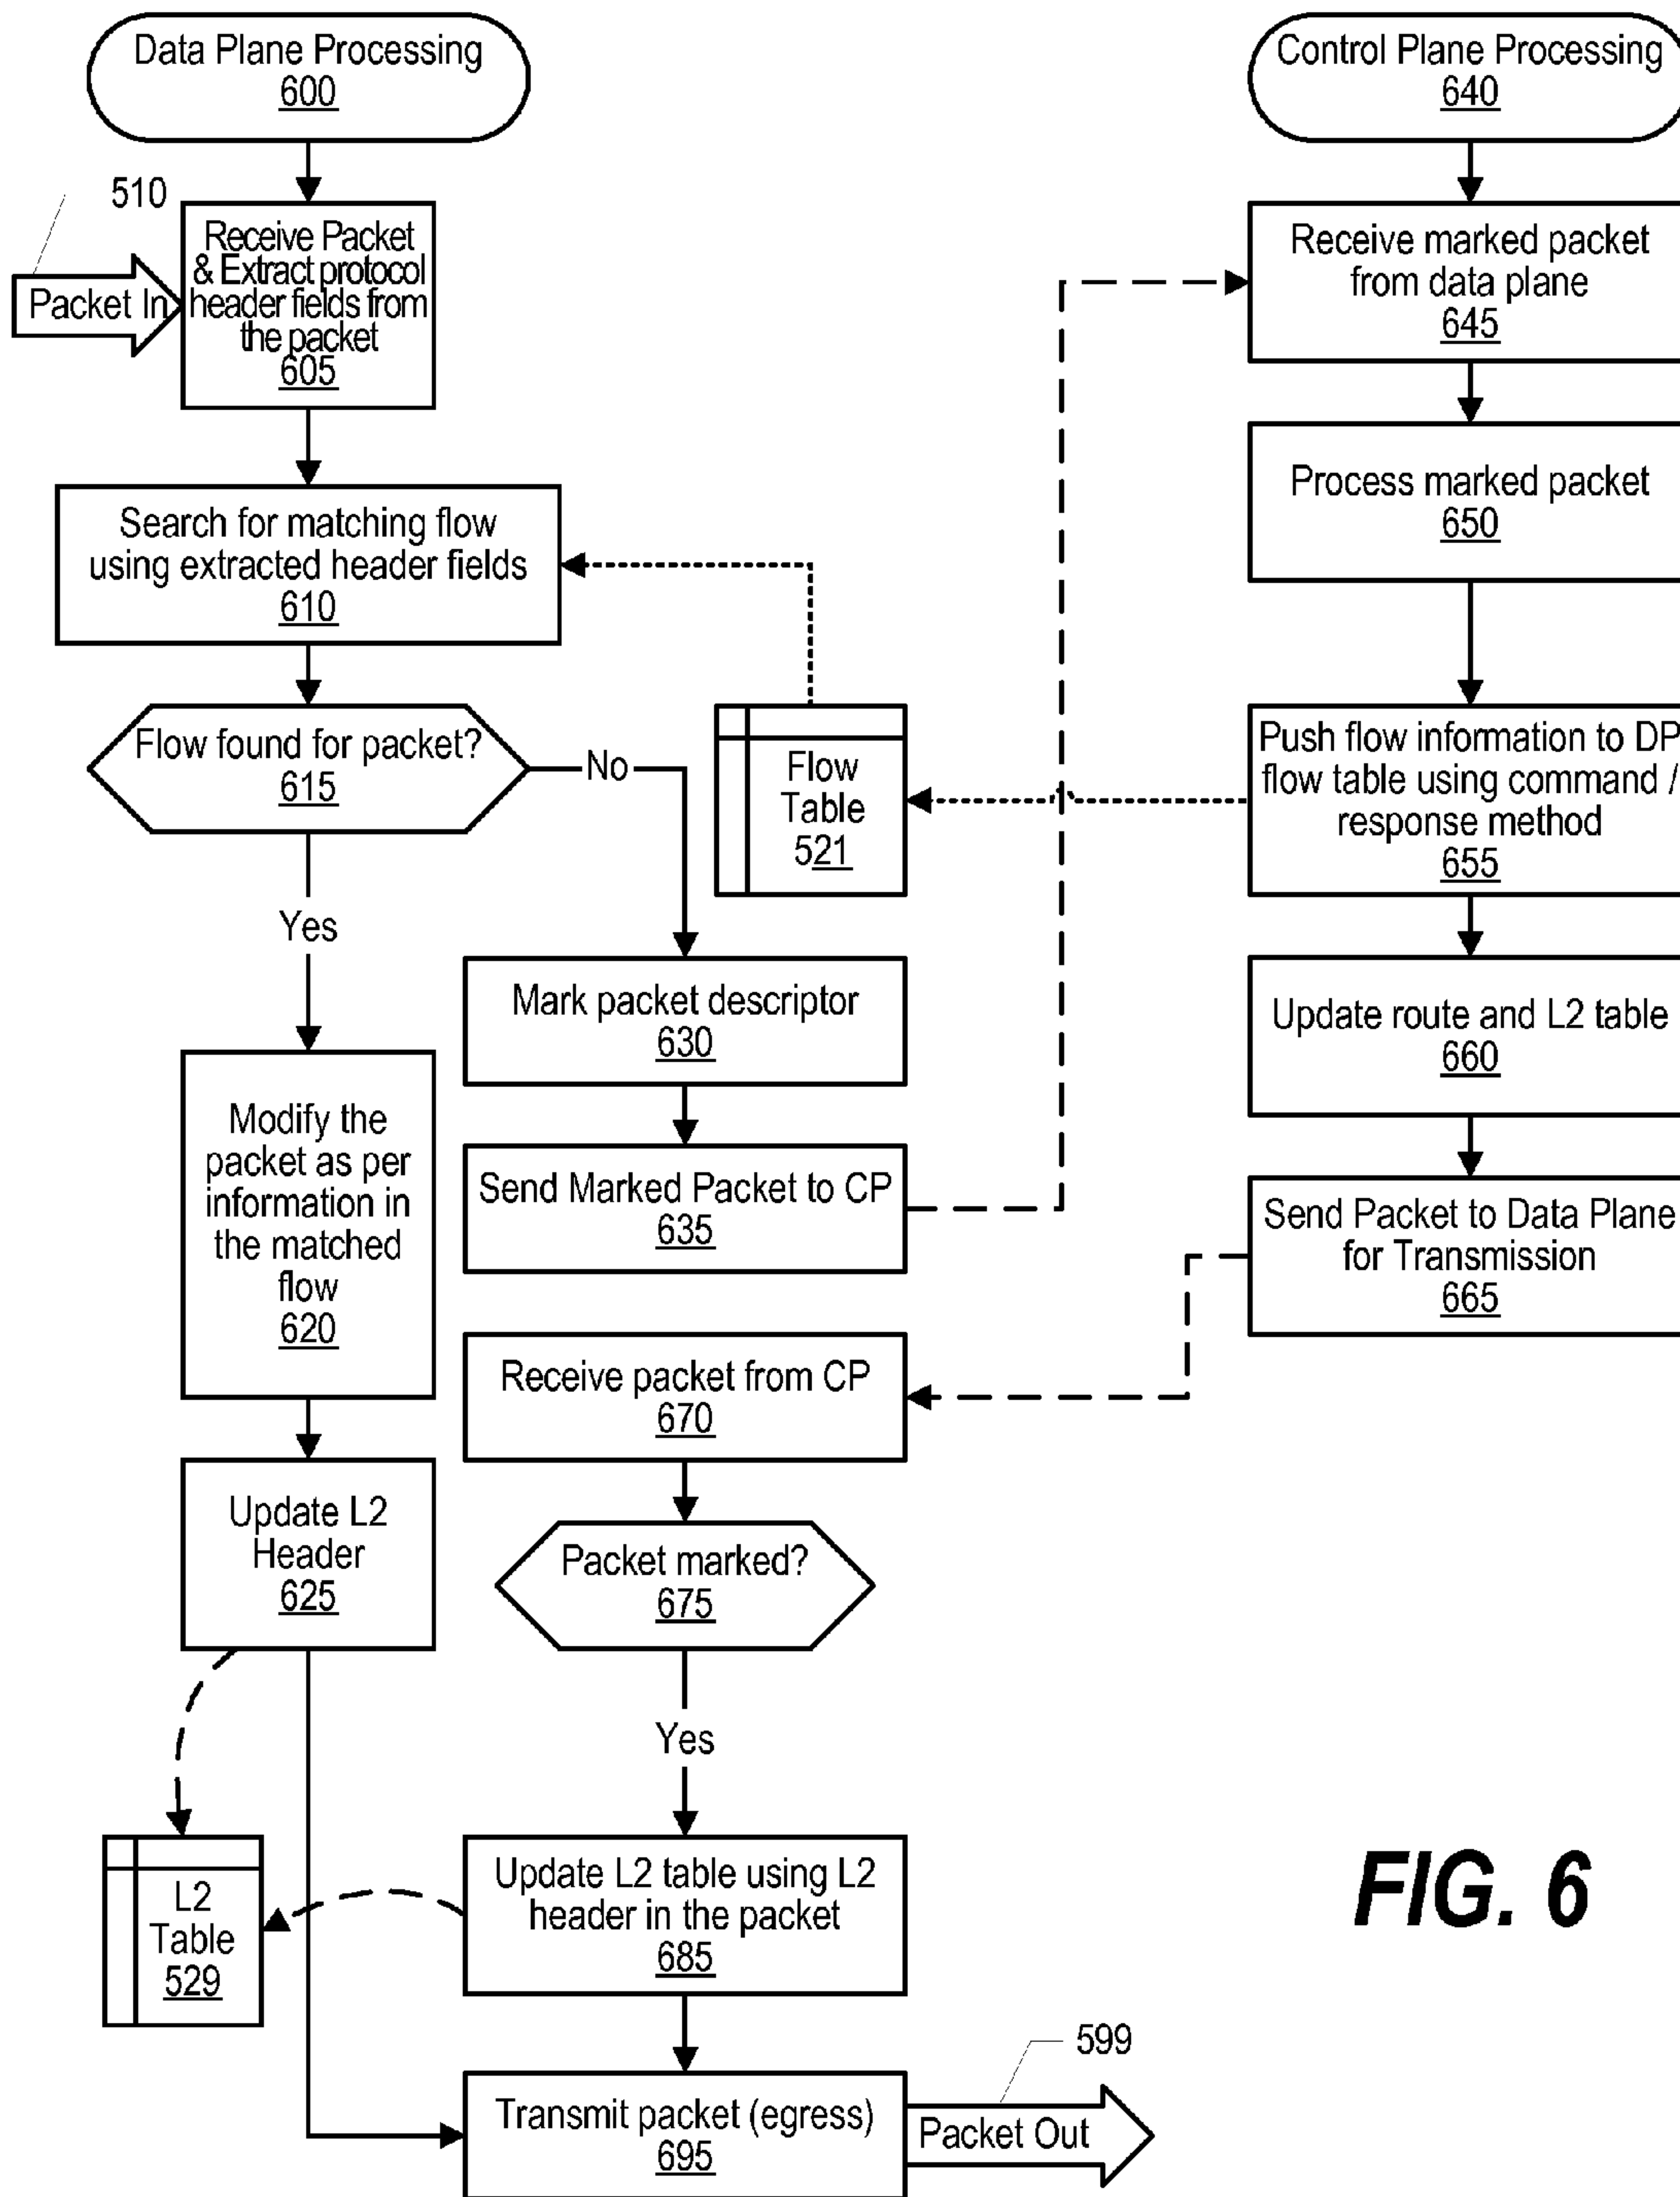 Data Plane Processing
600
510
Packet In
Receive Packet
& Extract protocol
header fields from
the packet
605
Search for matching flow
using extracted header fields
610
Flow found for packet?
615
No
Yes
Flow
Table
521
Mark packet descriptor
630
Send Marked Packet to CP
635
Modify the
packet as per
information in
the matched
flow
620
Update L2
Header
625
Receive packet from CP
670
Packet marked?
675
Yes
L2
Table
529
Update L2 table using L2
header in the packet
685
Transmit packet (egress)
695
599
Packet Out
Control Plane Processing
640
Receive marked packet
from data plane
645
Process marked packet
650
Push flow information to DP
flow table using command /
response method
655
Update route and L2 table
660
Send Packet to Data Plane
for Transmission
665
FIG. 6